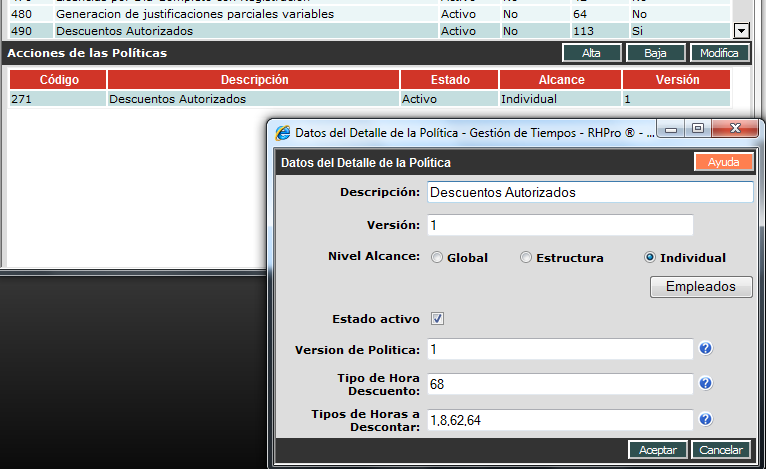 480 Generacion de justificaciones parciales variables Activo No 64 No
490 Descuentos Autorizados Activo No 113 Si
Acciones de las Políticas Alta Baja Modifica
Código Descripción Estado Alcance Versión
271 Descuentos Autorizados Activo Individual 1
Datos del Detalle de la Política - Gestión de Tiempos - RHPro ® - ...
Datos del Detalle de la Política Ayuda
Descripción: Descuentos Autorizados
Versión: 1
Nivel Alcance: Global Estructura Individual
Empleados
Estado activo
Version de Politica: 1
Tipo de Hora
Descuento: 68
Tipos de Horas a
Descontar: 1,8,62,64
Aceptar Cancelar